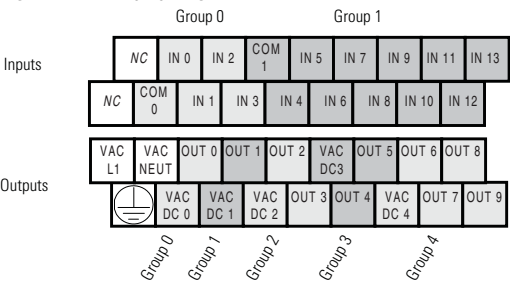 Group 0 Group 1
Inputs
NC IN 0 IN 2 COM 1 IN 5 IN 7 IN 9 IN 11 IN 13
NC COM 0 IN 1 IN 3 IN 4 IN 6 IN 8 IN 10 IN 12
Outputs
VAC L1 VAC NEUT OUT 0 OUT 1 OUT 2 VAC DC3 OUT 5 OUT 6 OUT 8
VAC DC 0 VAC DC 1 VAC DC 2 OUT 3 OUT 4 VAC DC 4 OUT 7 OUT 9
Group 0 Group 1 Group 2 Group 3 Group 4